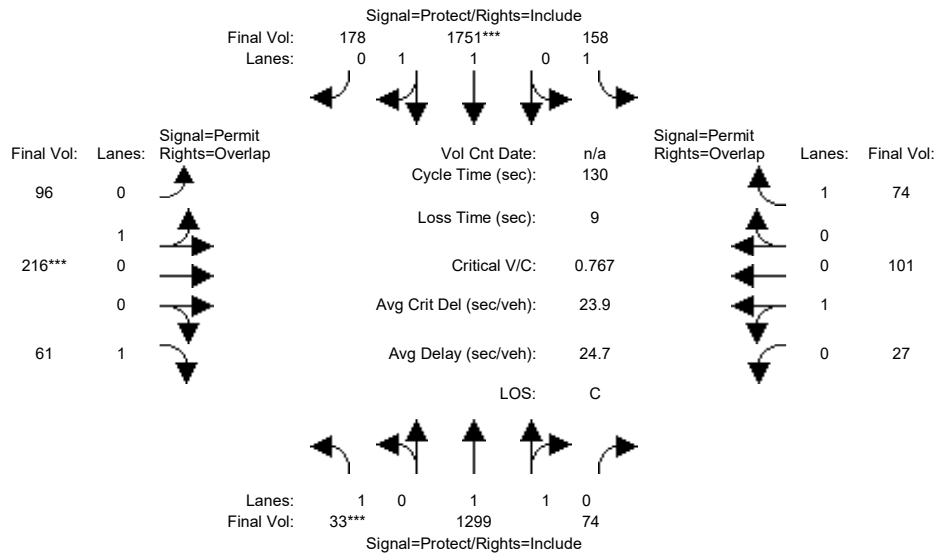 Signal=Protect/Rights=Include
Final Vol: 178 1751*** 158
Lanes: 0 1 1 0 1
Signal=Permit Signal=Permit
Final Vol: Lanes: Rights=Overlap Vol Cnt Date: n/a Rights=Overlap Lanes: Final Vol:
Cycle Time (sec): 130
96 0 1 74
Loss Time (sec): 9
1 0
216*** 0 Critical V/C: 0.767 0 101
0 Avg Crit Del (sec/veh): 23.9 1
61 1 Avg Delay (sec/veh): 24.7 0 27
LOS: C
Lanes: 1 0 1 1 0
Final Vol: 33*** 1299 74
Signal=Protect/Rights=Include